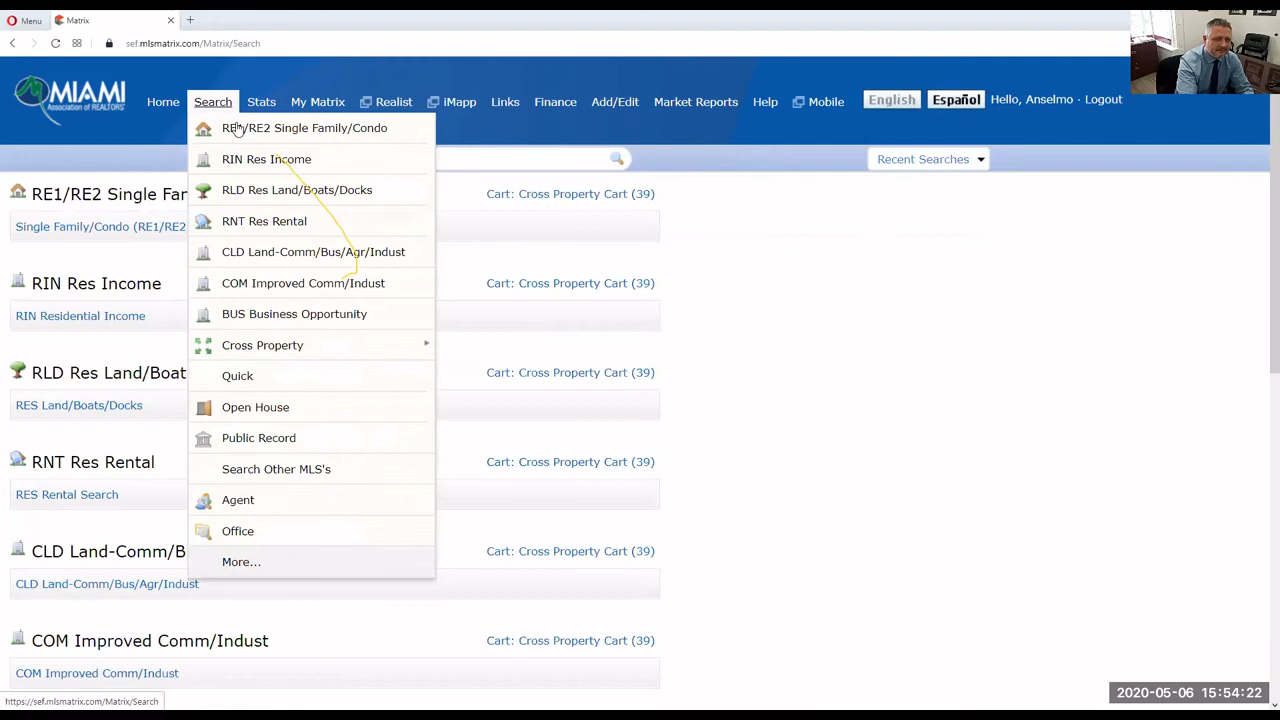 Menu
Matrix
sef.mlsmatrix.com/Matrix/Search
MIAMI
Association of REALTORS®
Home Search Stats My Matrix Realist iMapp Links Finance Add/Edit Market Reports Help Mobile English Español Hello, Anselmo · Logout
Recent Searches
RE1/RE2 Single Family/Condo
RIN Res Income
RLD Res Land/Boats/Docks
RNT Res Rental
CLD Land-Comm/Bus/Agr/Indust
COM Improved Comm/Indust
BUS Business Opportunity
Cross Property
Quick
Open House
Public Record
Search Other MLS's
Agent
Office
More...
RE1/RE2 Single Fa
Cart: Cross Property Cart (39)
Single Family/Condo (RE1/RE2
RIN Res Income
Cart: Cross Property Cart (39)
RIN Residential Income
RLD Res Land/Boat
Cart: Cross Property Cart (39)
RES Land/Boats/Docks
RNT Res Rental
Cart: Cross Property Cart (39)
RES Rental Search
CLD Land-Comm/B
Cart: Cross Property Cart (39)
CLD Land-Comm/Bus/Agr/Indust
COM Improved Comm/Indust
Cart: Cross Property Cart (39)
COM Improved Comm/Indust
https://sef.mlsmatrix.com/Matrix/Search
2020-05-06 15:54:22